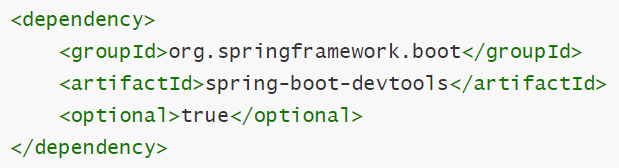 <dependency>
    <groupId>org.springframework.boot</groupId>
    <artifactId>spring-boot-devtools</artifactId>
    <optional>true</optional>
</dependency>